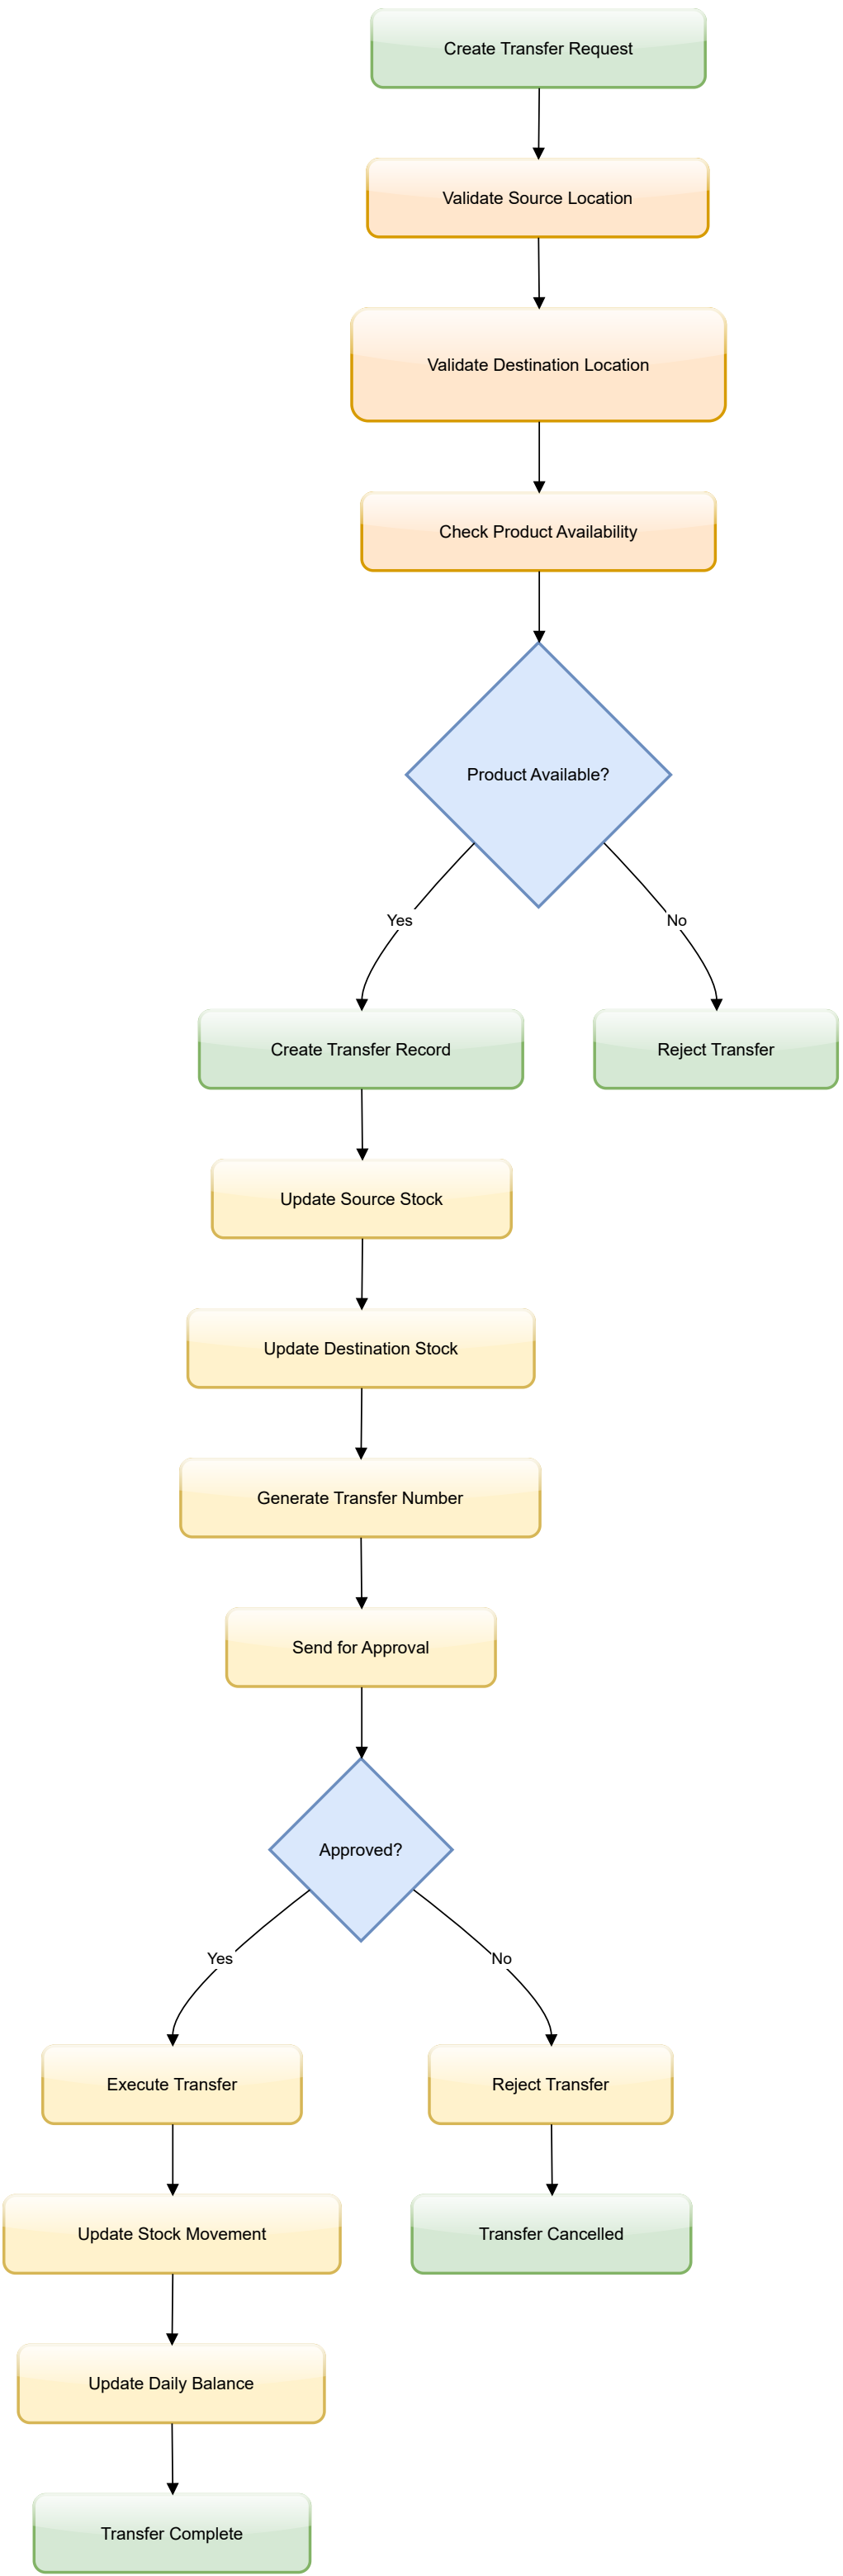 Create Transfer Request
Validate Source Location
Validate Destination Location
Check Product Availability
Product Available?
Yes
No
Create Transfer Record
Reject Transfer
Update Source Stock
Update Destination Stock
Generate Transfer Number
Send for Approval
Approved?
Yes
No
Execute Transfer
Reject Transfer
Update Stock Movement
Transfer Cancelled
Update Daily Balance
Transfer Complete